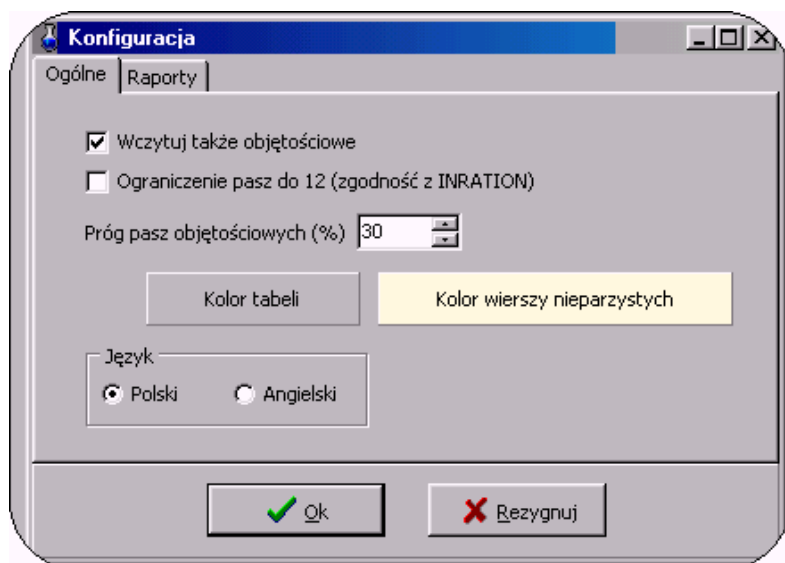 Konfiguracja
Ogólne Raporty
Wczytuj także objętościowe
Ograniczenie pasz do 12 (zgodność z INRATION)
Próg pasz objętościowych (%) 30
Kolor tabeli Kolor wierszy nieparzystych
Język
Polski Angielski
Ok Rezygnuj